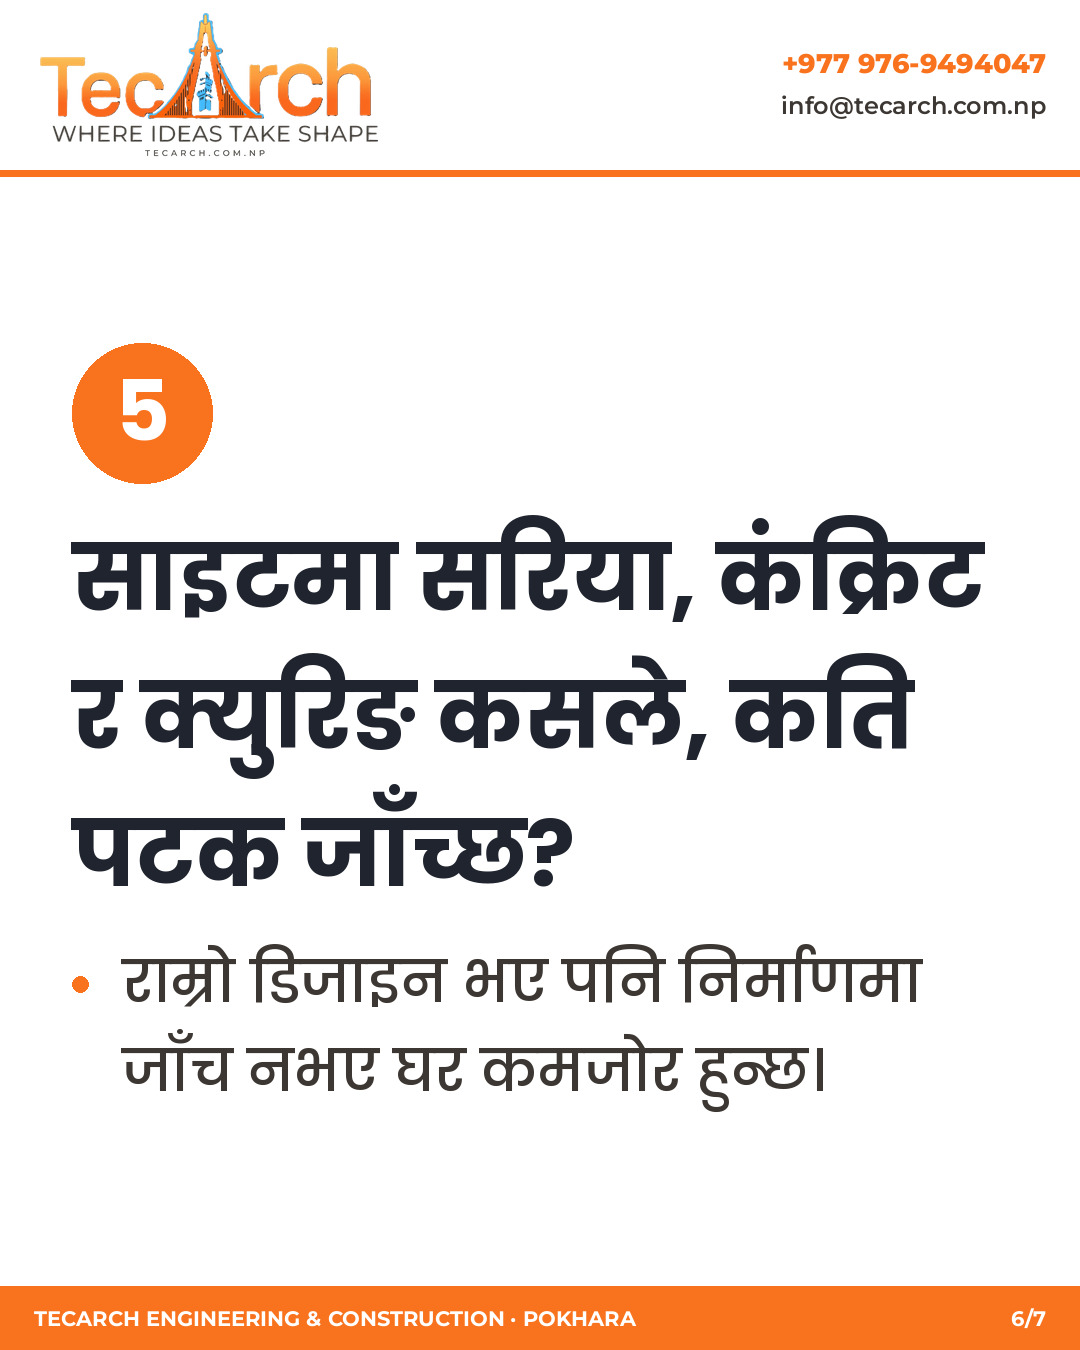 TecArch
WHERE IDEAS TAKE SHAPE
TECARCH.COM.NP
+977 976-9494047
info@tecarch.com.np
5
साइटमा सरिया, कंक्रिट
र क्युरिङ कसले, कति
पटक जाँच्छ?
• राम्रो डिजाइन भए पनि निर्माणमा
जाँच नभए घर कमजोर हुन्छ।
TECARCH ENGINEERING & CONSTRUCTION · POKHARA
6/7